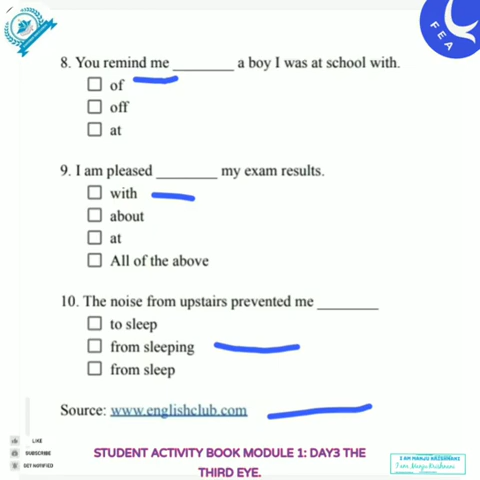 FEA
8. You remind me ________ a boy I was at school with.
of
off
at
9. I am pleased ________ my exam results.
with
about
at
All of the above
10. The noise from upstairs prevented me ________
to sleep
from sleeping
from sleep
Source: www.englishclub.com
LIKE
SUBSCRIBE
GET NOTIFIED
STUDENT ACTIVITY BOOK MODULE 1: DAY3 THE
THIRD EYE.
I AM MANJU KRISHNAN!